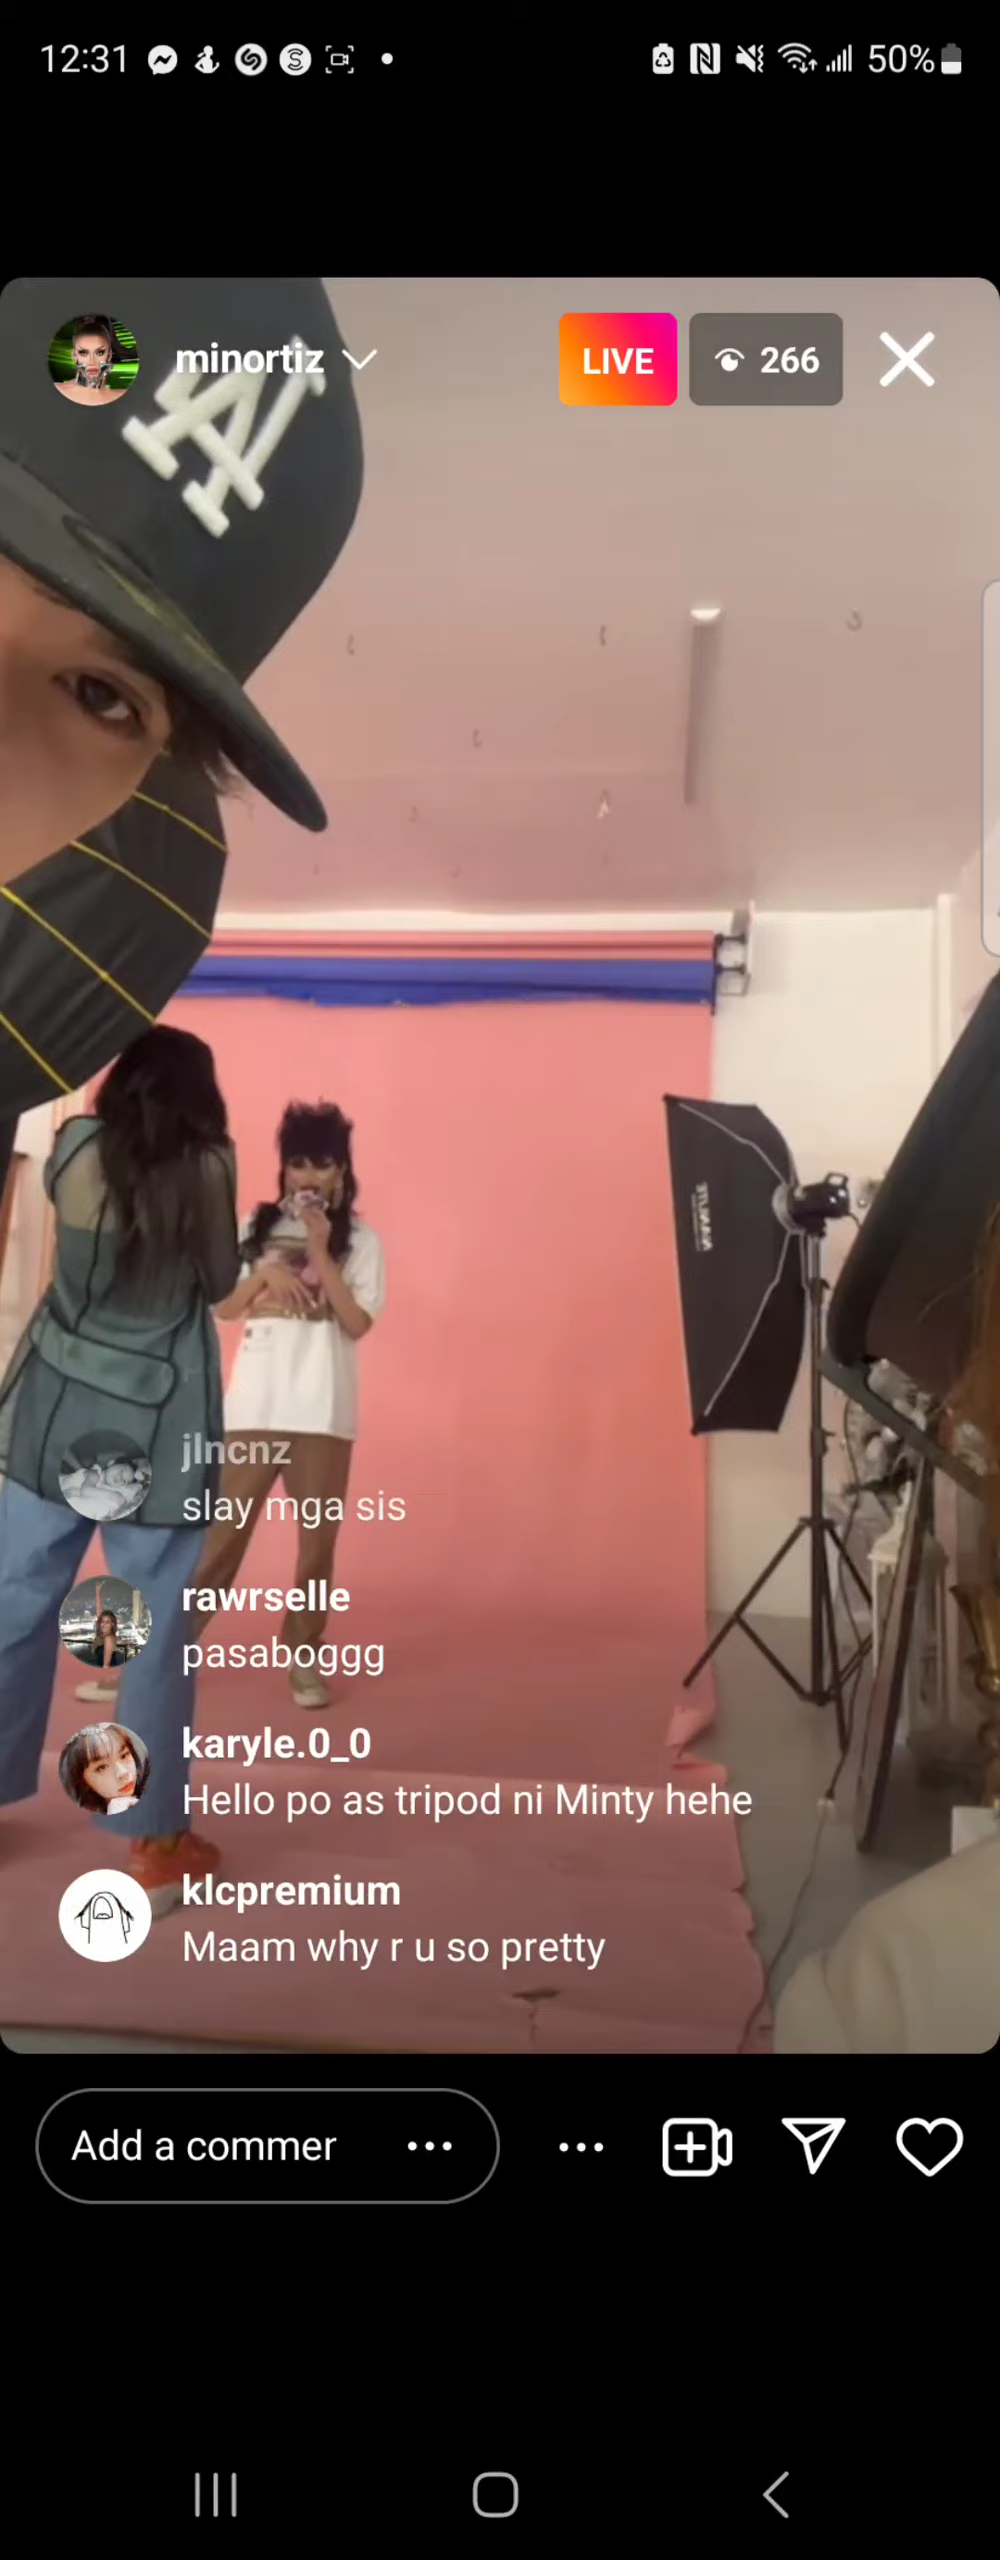 12:31
50%
minortiz
LIVE
266
jlncnz
slay mga sis
rawrselle
pasaboggg
karyle.0_0
Hello po as tripod ni Minty hehe
klcpremium
Maam why r u so pretty
Add a commer